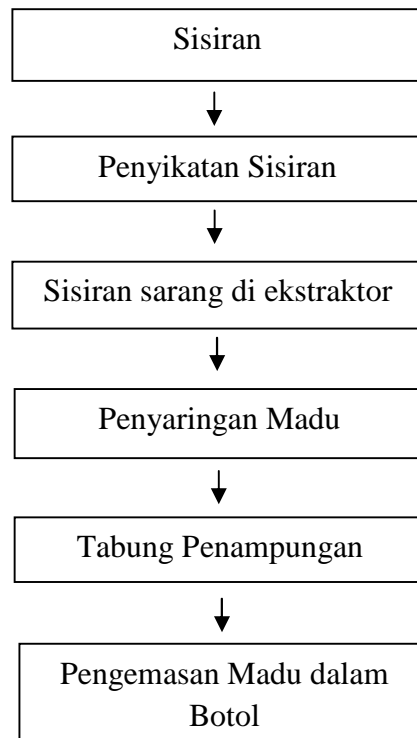 Sisiran
Penyikatan Sisiran
Sisiran sarang di ekstraktor
Penyaringan Madu
Tabung Penampungan
Pengemasan Madu dalam
Botol